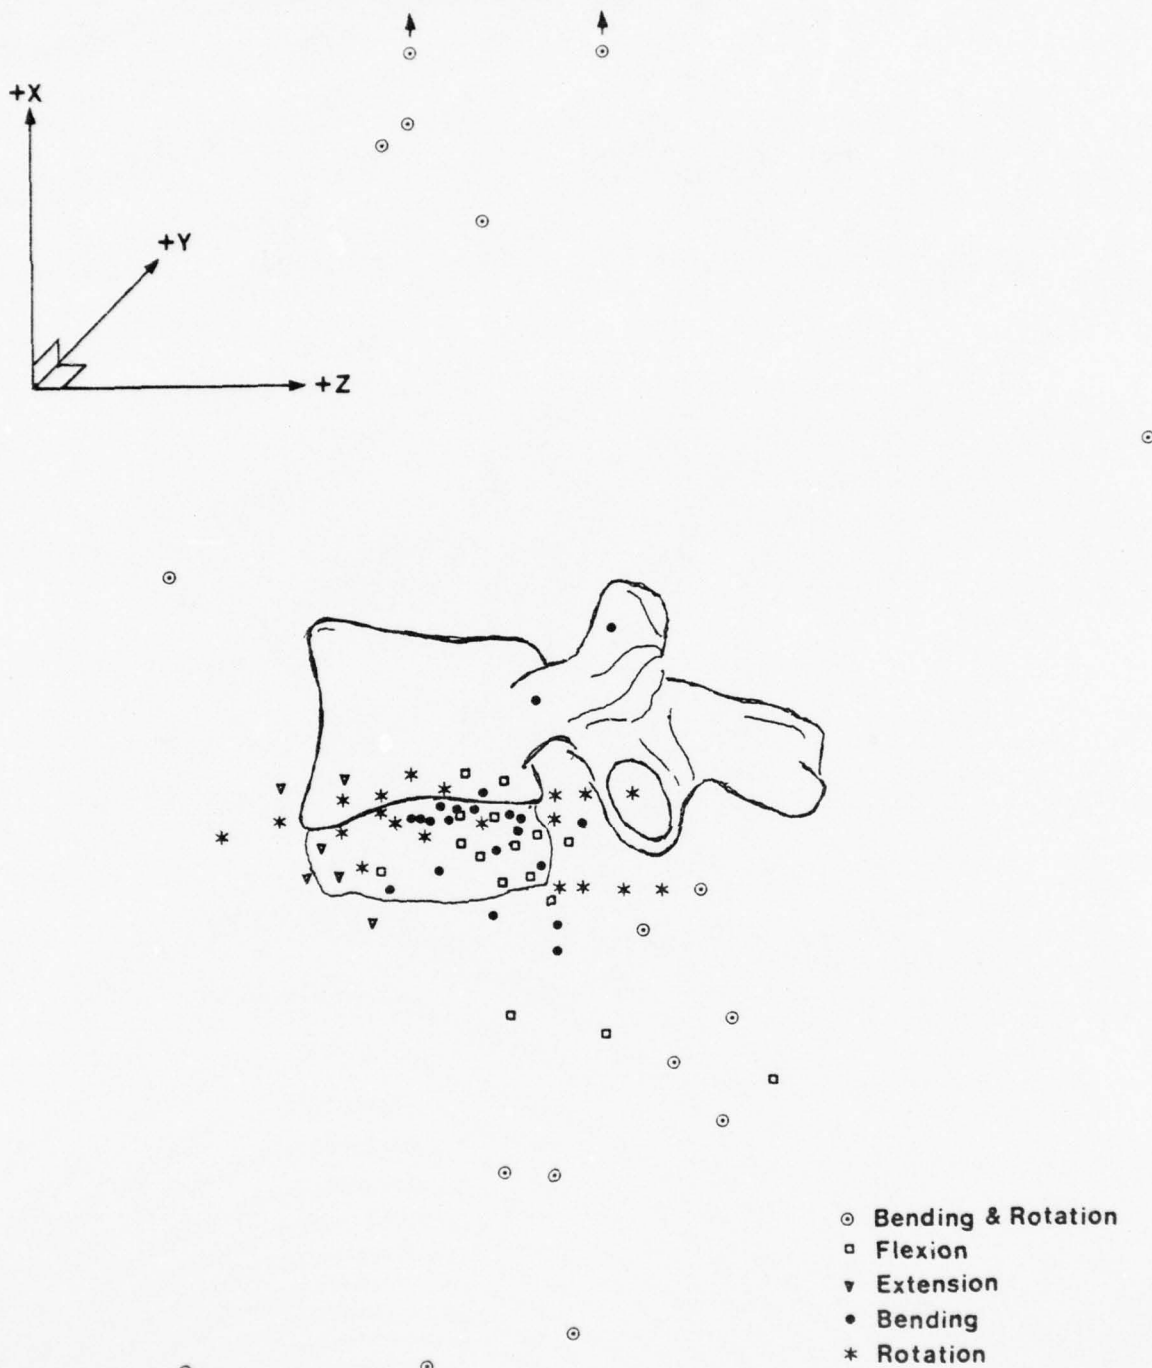 +X
+Y
+Z
Bending & Rotation
Flexion
Extension
Bending
Rotation